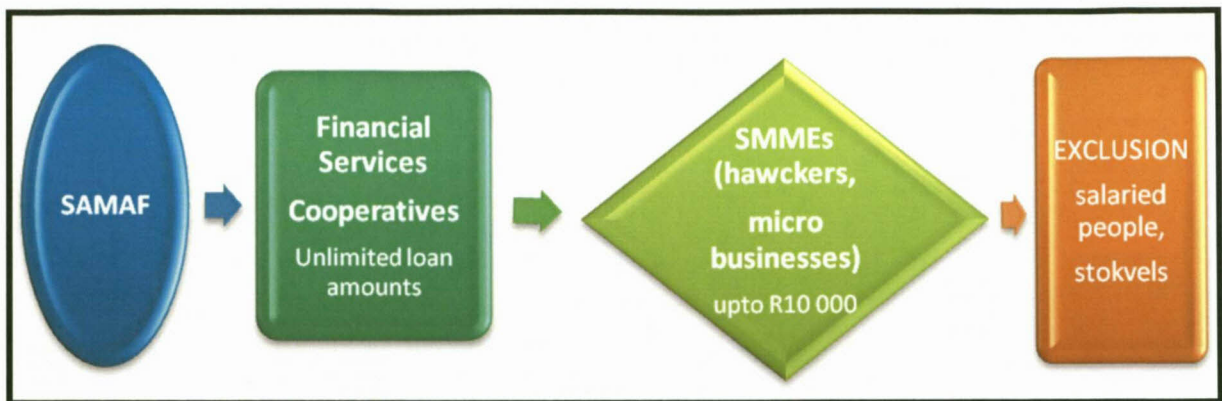 SAMAF
Financial
Services
Cooperatives
Unlimited loan
amounts
SMMEs
(hawckers,
micro
businesses)
upto R10 000
EXCLUSION
salaried
people,
stokvels